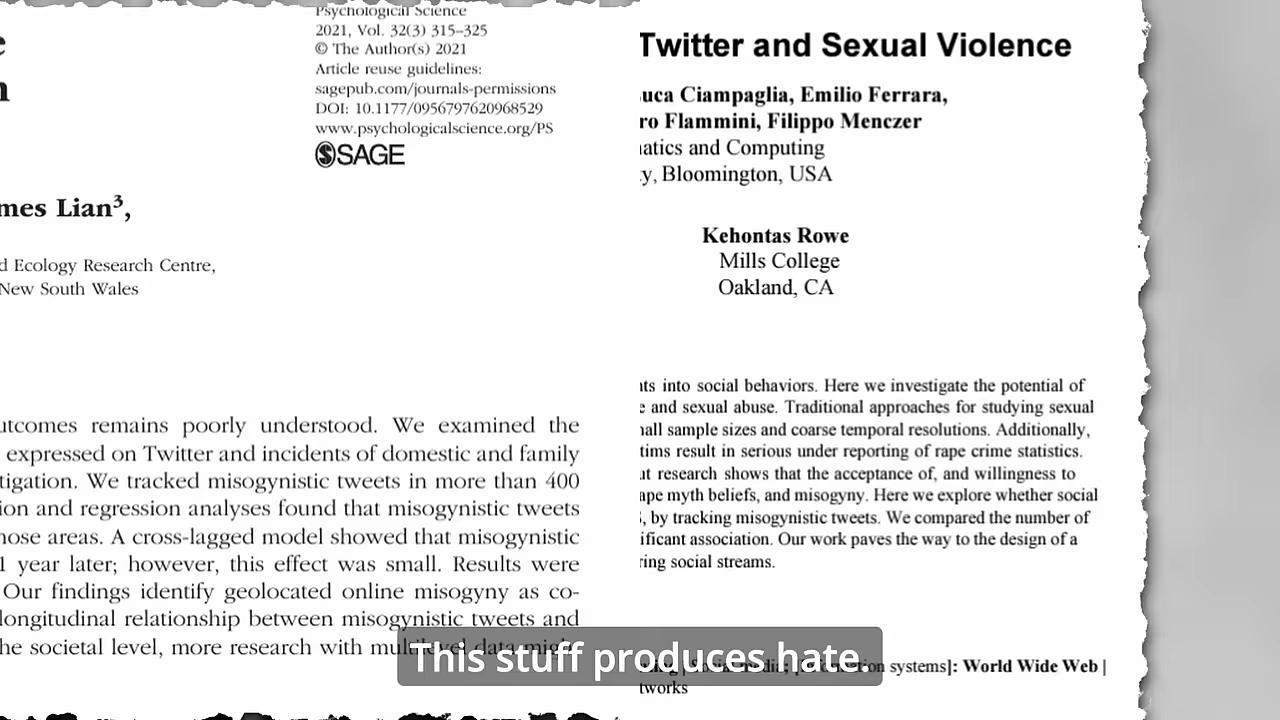 Psychological Science
2021, Vol. 32(3) 315–325
© The Author(s) 2021
Article reuse guidelines:
sagepub.com/journals-permissions
DOI: 10.1177/0956797620968529
www.psychologicalscience.org/PS
SAGE
mes Lian³,
d Ecology Research Centre,
New South Wales
utcomes remains poorly understood. We examined the
expressed on Twitter and incidents of domestic and family
tigation. We tracked misogynistic tweets in more than 400
ion and regression analyses found that misogynistic tweets
hose areas. A cross-lagged model showed that misogynistic
1 year later; however, this effect was small. Results were
Our findings identify geolocated online misogyny as co-
longitudinal relationship between misogynistic tweets and
he societal level, more research with multilevel data
Twitter and Sexual Violence
uca Ciampaglia, Emilio Ferrara,
ro Flammini, Filippo Menczer
atics and Computing
y, Bloomington, USA
Kehontas Rowe
Mills College
Oakland, CA
ts into social behaviors. Here we investigate the potential of
e and sexual abuse. Traditional approaches for studying sexual
all sample sizes and coarse temporal resolutions. Additionally,
tims result in serious under reporting of rape crime statistics.
ut research shows that the acceptance of, and willingness to
ape myth beliefs, and misogyny. Here we explore whether social
, by tracking misogynistic tweets. We compared the number of
ificant association. Our work paves the way to the design of a
ring social streams.
systems]: World Wide Web |
tworks
This stuff produces hate.